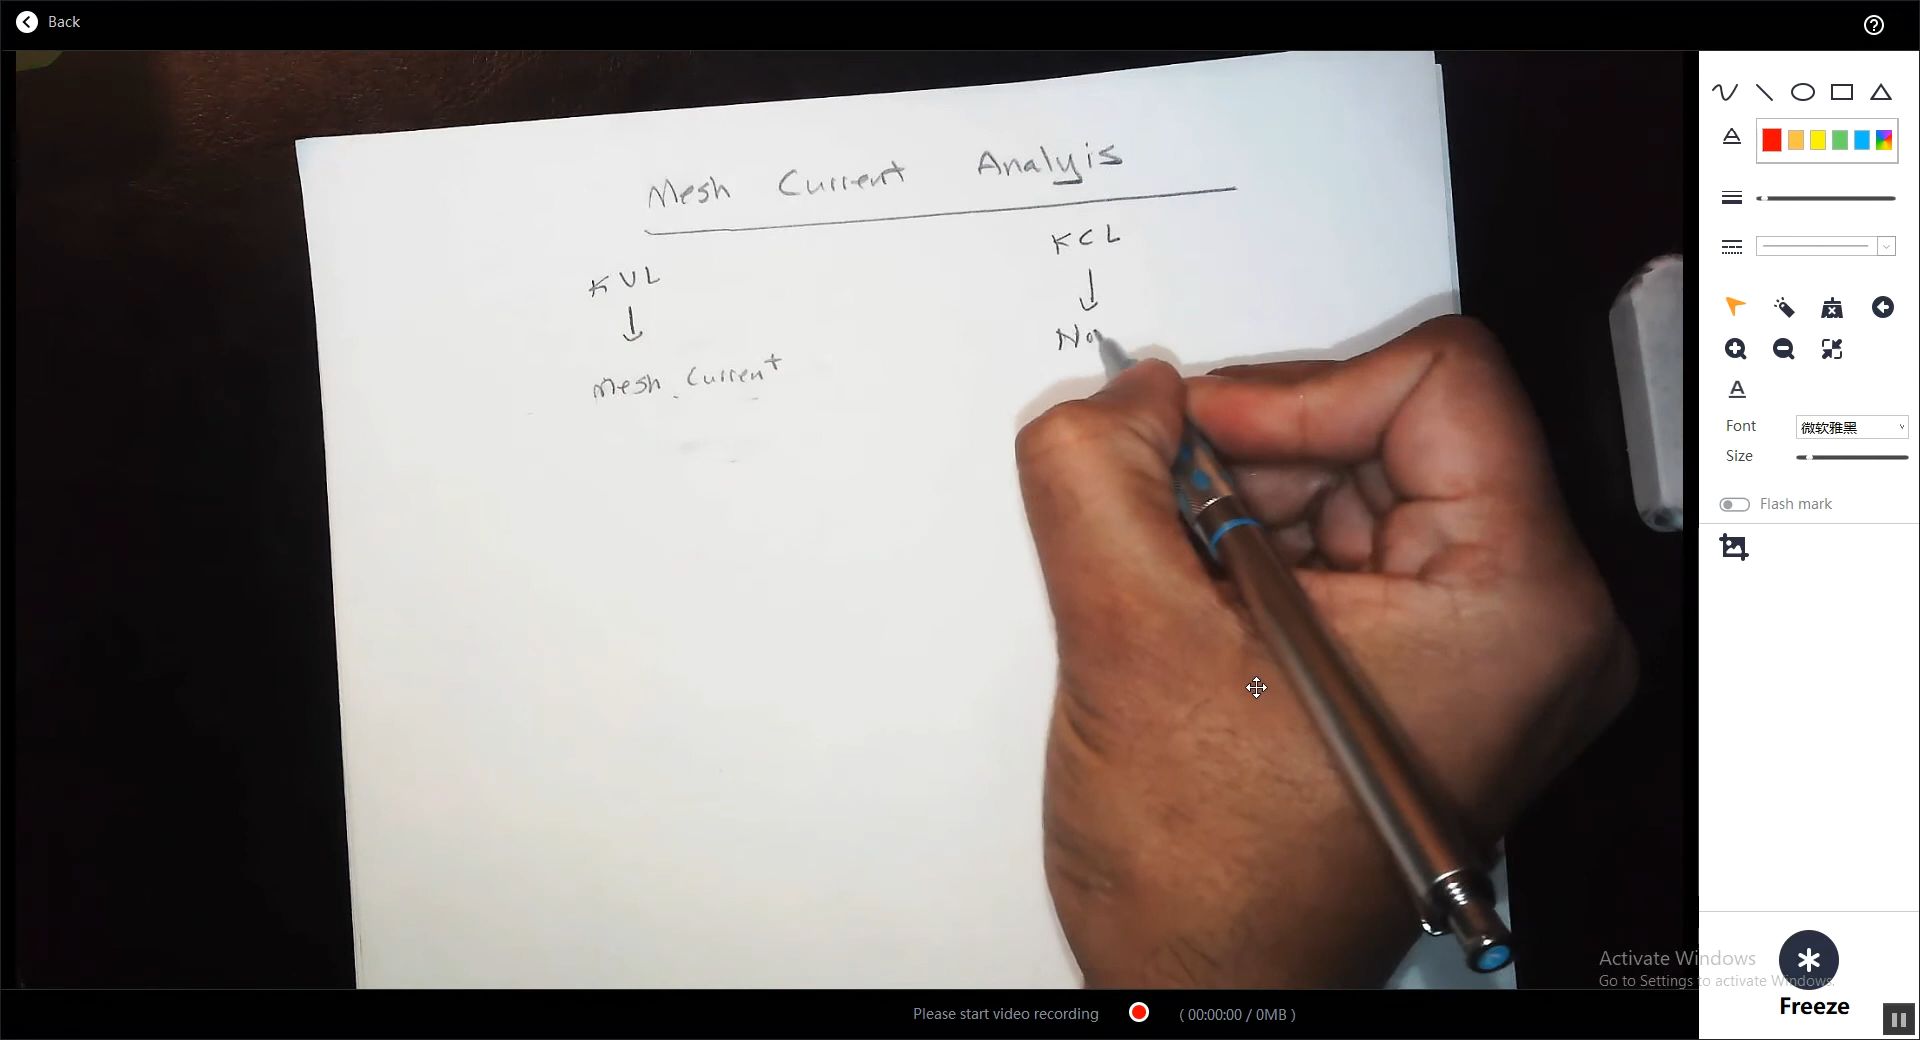 Back
Mesh Current Analyis
KVL
KCL
Mesh Current
No
Font
微软雅黑
Size
Flash mark
Activate Windows
Go to Settings to activate Windows.
Freeze
Please start video recording
( 00:00:00 / 0MB )